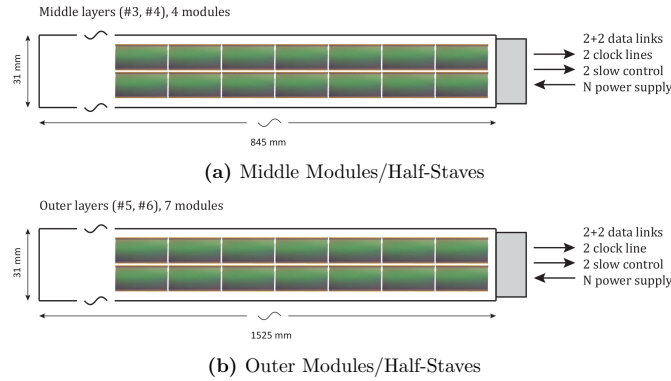 Middle layers (#3, #4), 4 modules
31 mm
2+2 data links
2 clock lines
2 slow control
N power supply
845 mm
(a) Middle Modules/Half-Staves
Outer layers (#5, #6), 7 modules
31 mm
2+2 data links
2 clock line
2 slow control
N power supply
1525 mm
(b) Outer Modules/Half-Staves